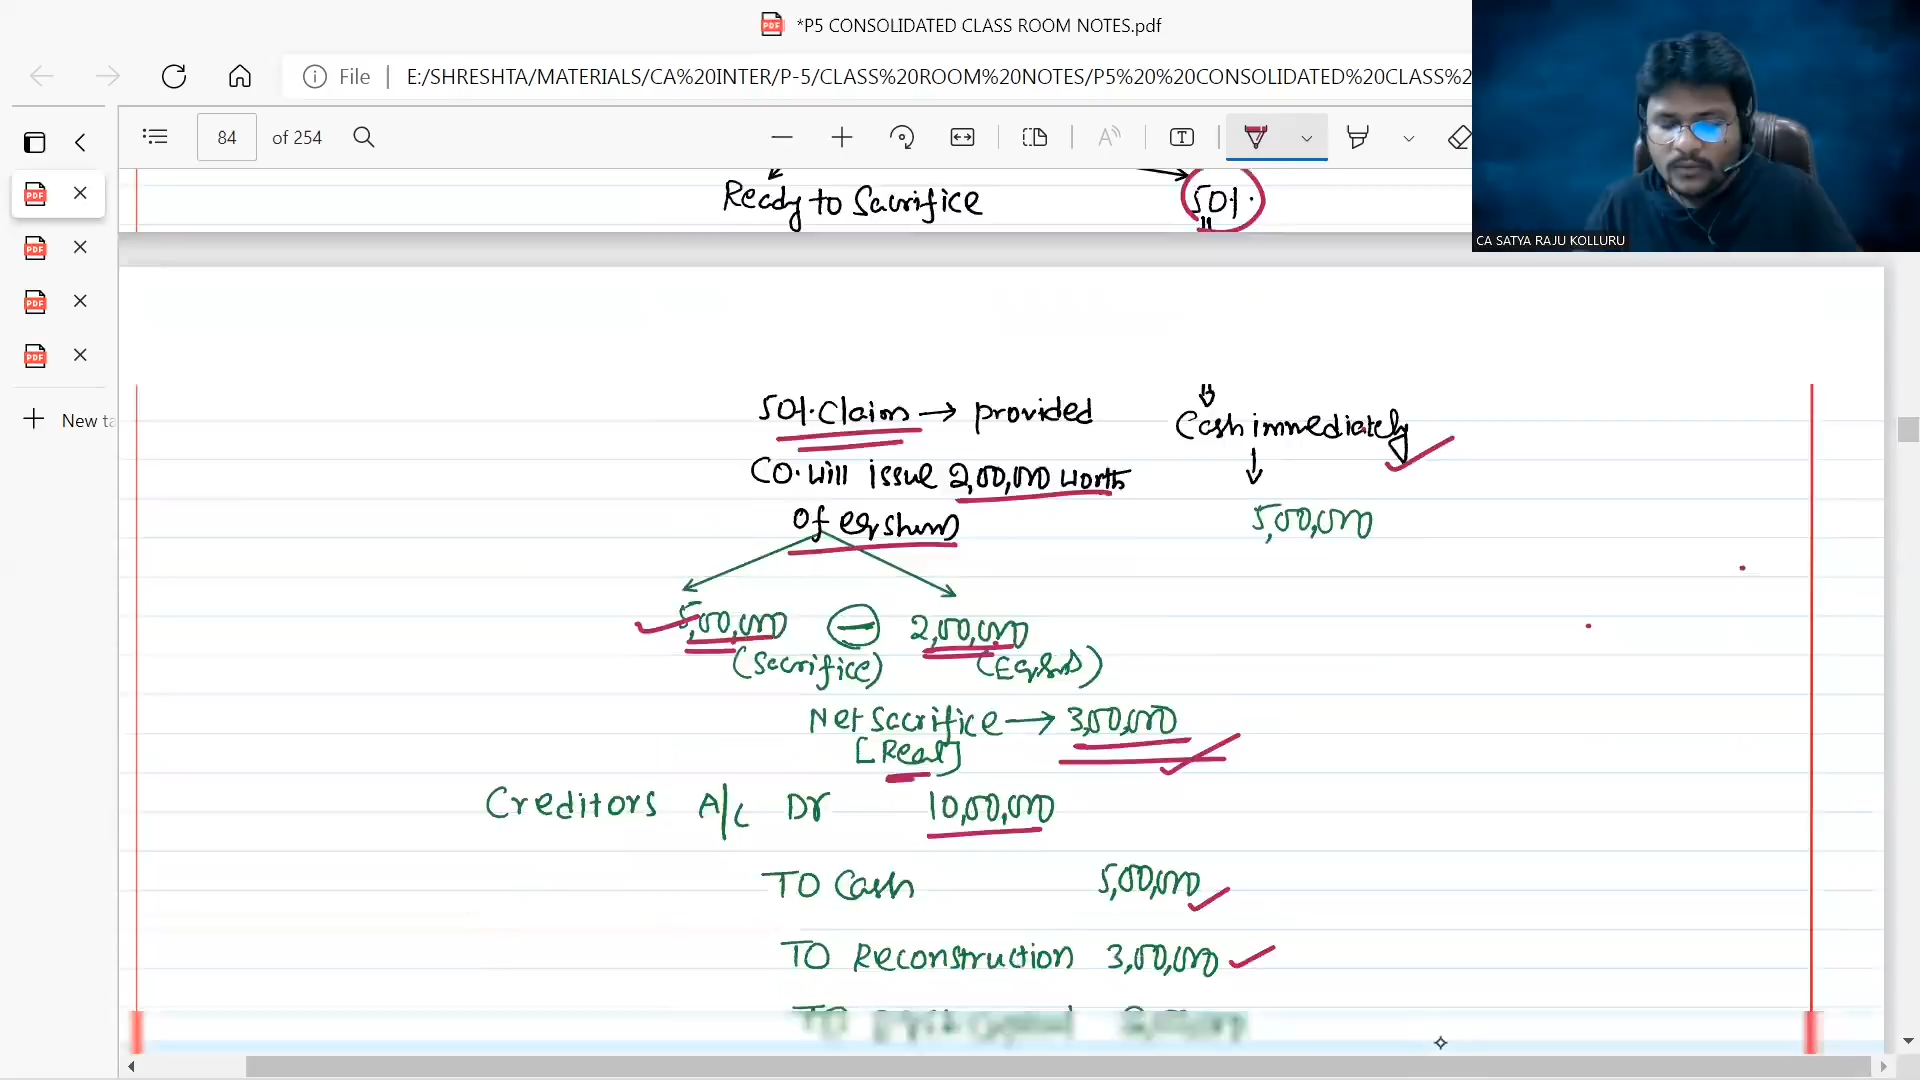 *P5 CONSOLIDATED CLASS ROOM NOTES.pdf
File | E:/SHRESHTA/MATERIALS/CA%20INTER/P-5/CLASS%20ROOM%20NOTES/P5%20%20CONSOLIDATED%20CLASS%2
84 of 254
New ta
CA SATYA RAJU KOLLURU
Ready to Sacrifice 50%.
50%. Claim → provided
Cash immediately
Co. will issue 2,00,000 worth
of eq shares
5,00,000
5,00,000 - 2,00,000
(Sacrifice) (Eq sh)
Net Sacrifice → 3,00,000
[Real]
Creditors A/c Dr 10,00,000
TO Cash 5,00,000
TO Reconstruction 3,00,000
TO